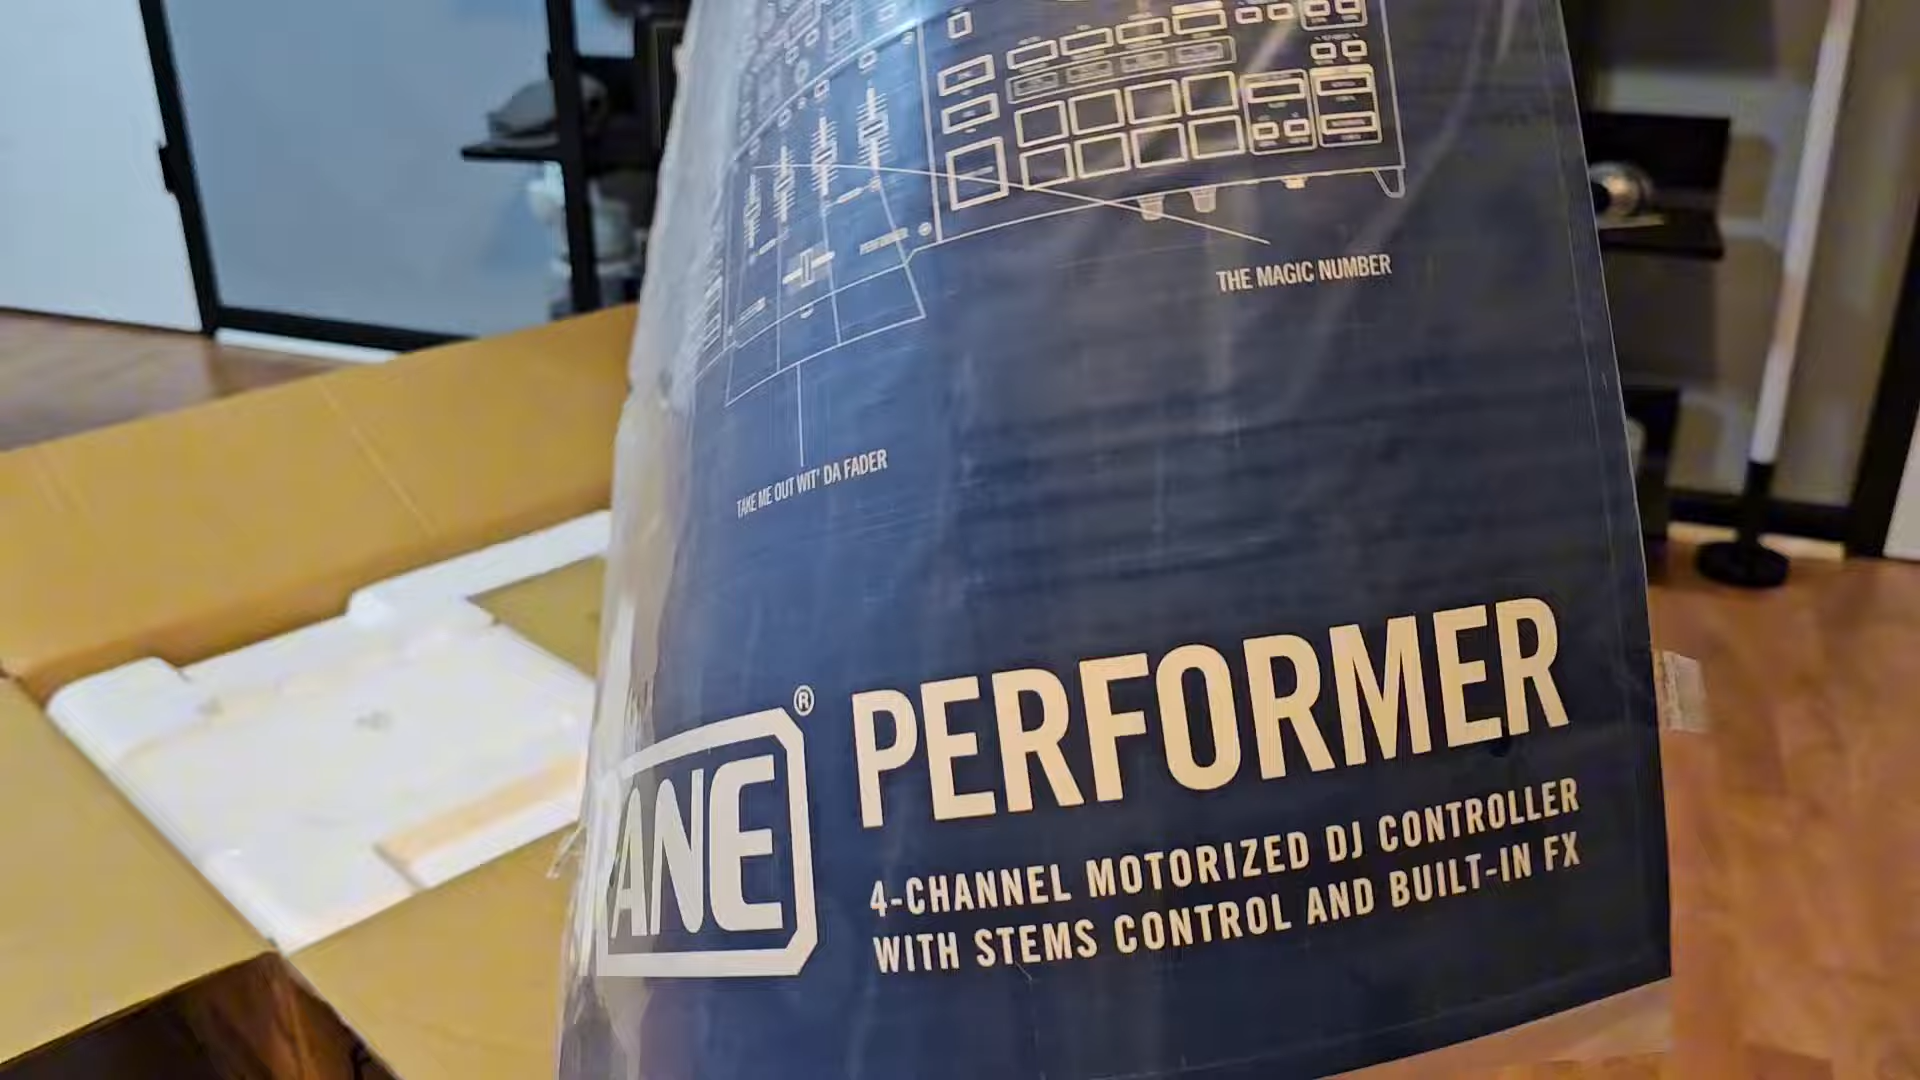 THE MAGIC NUMBER
TAKE ME OUT WIT' DA FADER
ANE®
PERFORMER
4-CHANNEL MOTORIZED DJ CONTROLLER
WITH STEMS CONTROL AND BUILT-IN FX